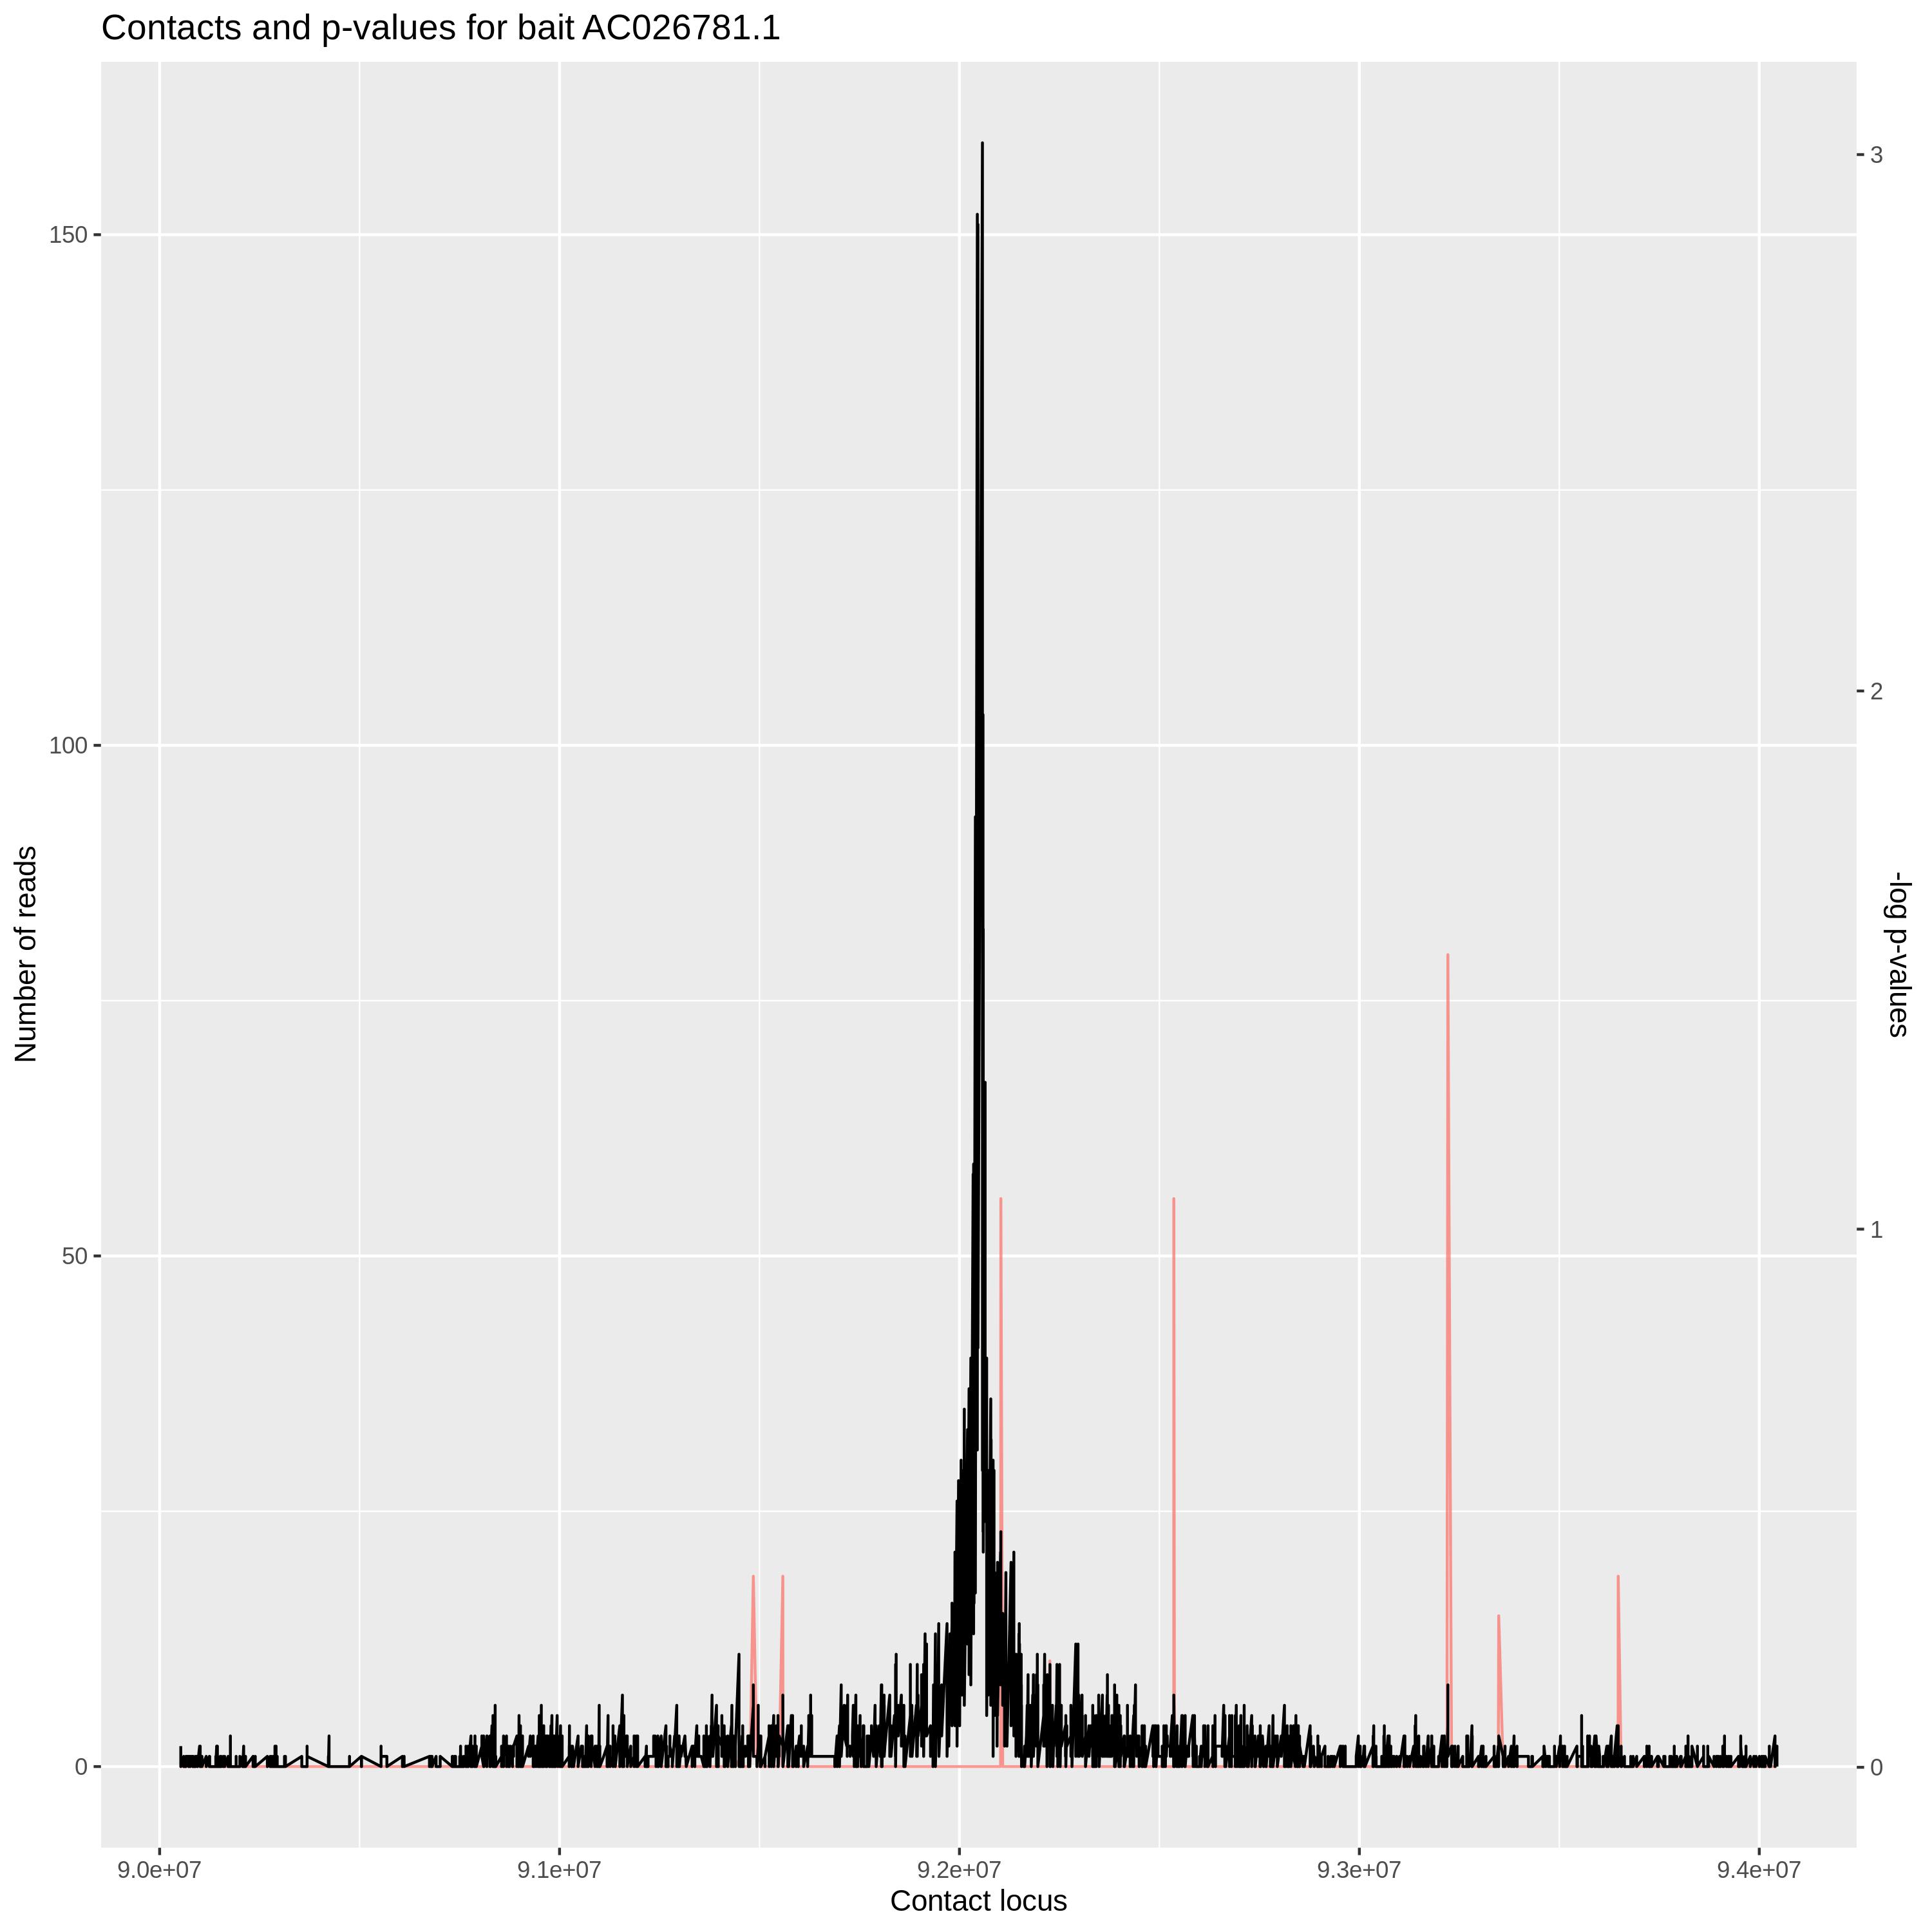 Contacts and p-values for bait AC026781.1
150
100
50
0
Number of reads
3
2
1
0
-log p-values
9.0e+07 9.1e+07 9.2e+07 9.3e+07 9.4e+07
Contact locus